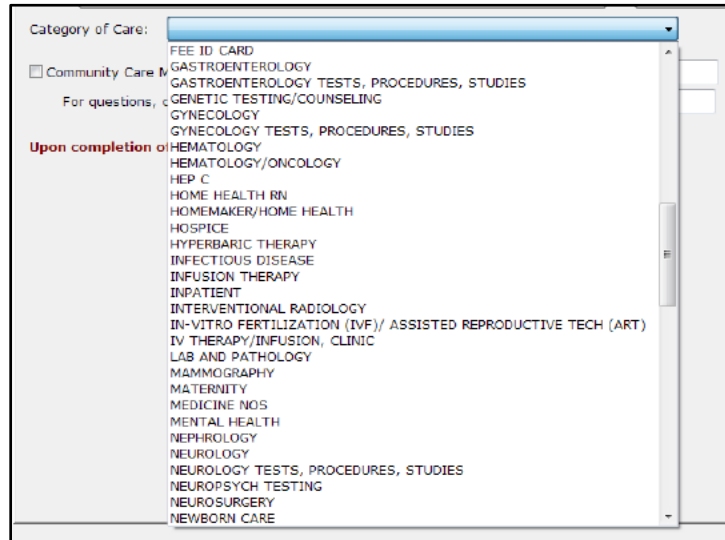 Category of Care:
FEE ID CARD
GASTROENTEROLOGY
Community Care M
GASTROENTEROLOGY TESTS, PROCEDURES, STUDIES
For questions, c
GENETIC TESTING/COUNSELING
GYNECOLOGY
GYNECOLOGY TESTS, PROCEDURES, STUDIES
Upon completion of
HEMATOLOGY
HEMATOLOGY/ONCOLOGY
HEP C
HOME HEALTH RN
HOMEMAKER/HOME HEALTH
HOSPICE
HYPERBARIC THERAPY
INFECTIOUS DISEASE
INFUSION THERAPY
INPATIENT
INTERVENTIONAL RADIOLOGY
IN-VITRO FERTILIZATION (IVF)/ ASSISTED REPRODUCTIVE TECH (ART)
IV THERAPY/INFUSION, CLINIC
LAB AND PATHOLOGY
MAMMOGRAPHY
MATERNITY
MEDICINE NOS
MENTAL HEALTH
NEPHROLOGY
NEUROLOGY
NEUROLOGY TESTS, PROCEDURES, STUDIES
NEUROPSYCH TESTING
NEUROSURGERY
NEWBORN CARE